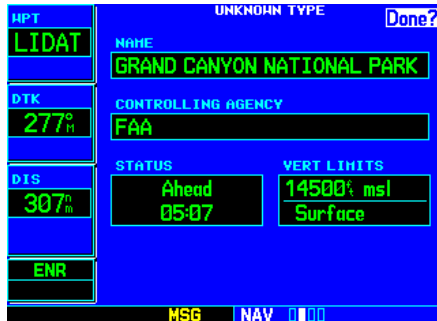 WPT
LIDAT
DTK
277°M
DIS
307nm
ENR
UNKNOWN TYPE
Done?
NAME
GRAND CANYON NATIONAL PARK
CONTROLLING AGENCY
FAA
STATUS
Ahead
05:07
VERT LIMITS
14500ft msl
Surface
MSG
NAV